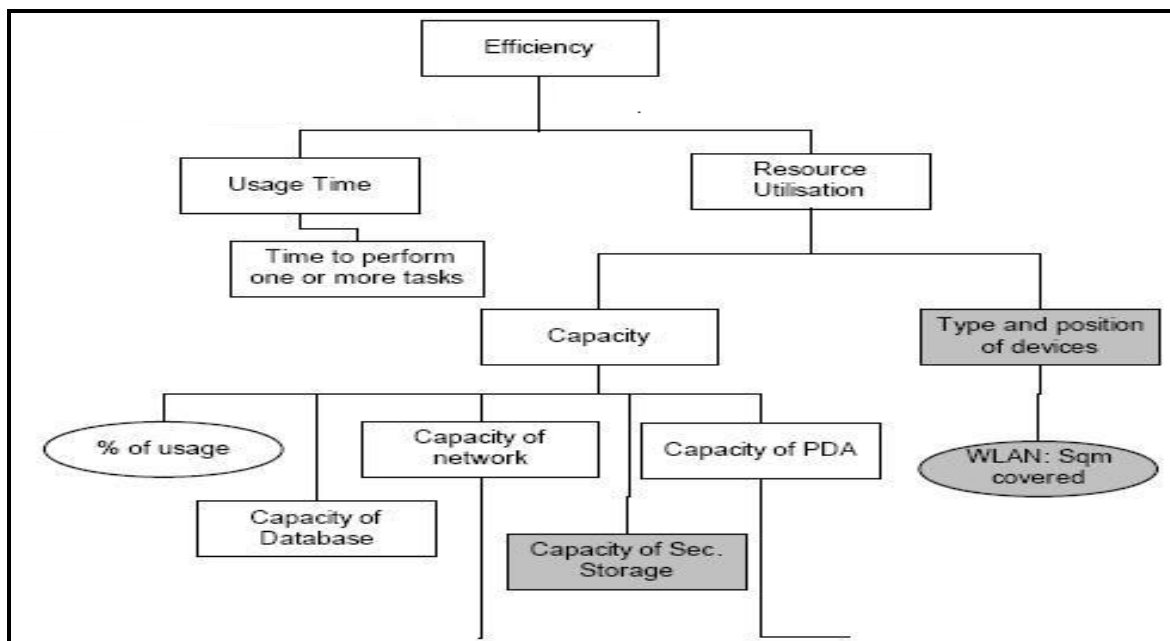 Efficiency
Usage Time
Resource
Utilisation
Time to perform
one or more tasks
Capacity
Type and position
of devices
% of usage
Capacity of
network
Capacity of PDA
WLAN: Sqm
covered
Capacity of
Database
Capacity of Sec.
Storage